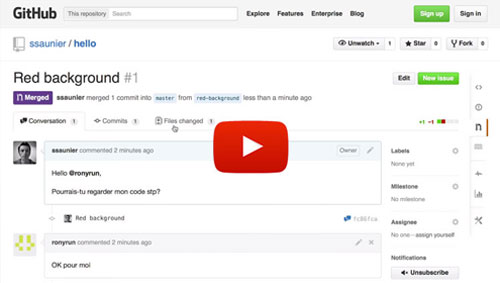 GitHub This repository Search Explore Features Enterprise Blog Sign up Sign in
ssaunier / hello Unwatch 1 Star 0 Fork 0
Red background #1 Edit New issue
Merged ssaunier merged 1 commit into master from red-background less than a minute ago
Conversation 1 Commits 1 Files changed 1 +1 -1
ssaunier commented 2 minutes ago Owner
Hello @ronyrun,
Pourrais-tu regarder mon code stp?
Red background
ronyrun commented 2 minutes ago
OK pour moi
Labels
None yet
Milestone
No milestone
Assignee
No one – assign yourself
Notifications
Unsubscribe